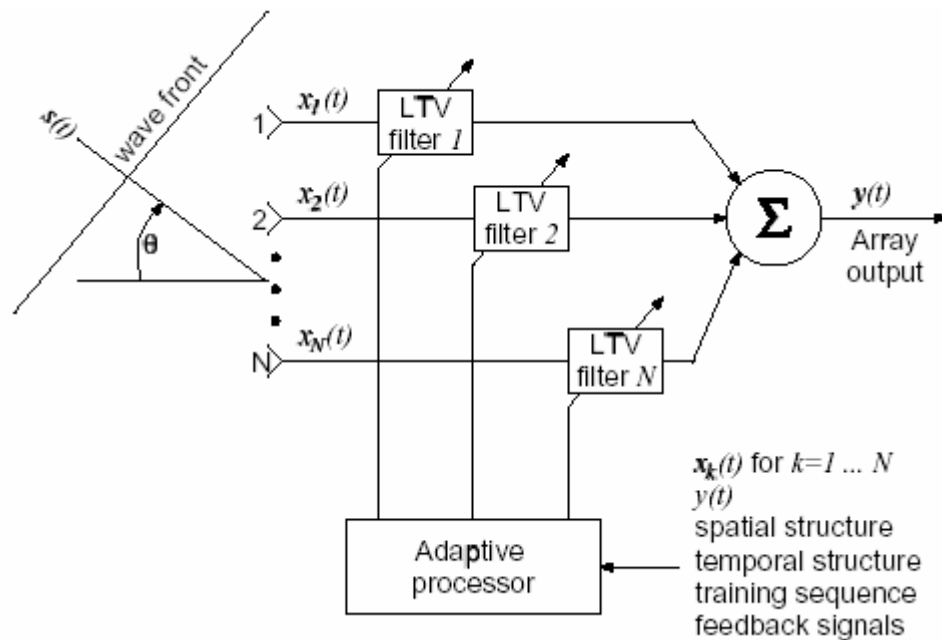 s(t)
wave front
θ
1
x1(t)
LTV
filter 1
2
x2(t)
LTV
filter 2
N
xN(t)
LTV
filter N
Σ
y(t)
Array
output
Adaptive
processor
xk(t) for k=1 ... N
y(t)
spatial structure
temporal structure
training sequence
feedback signals